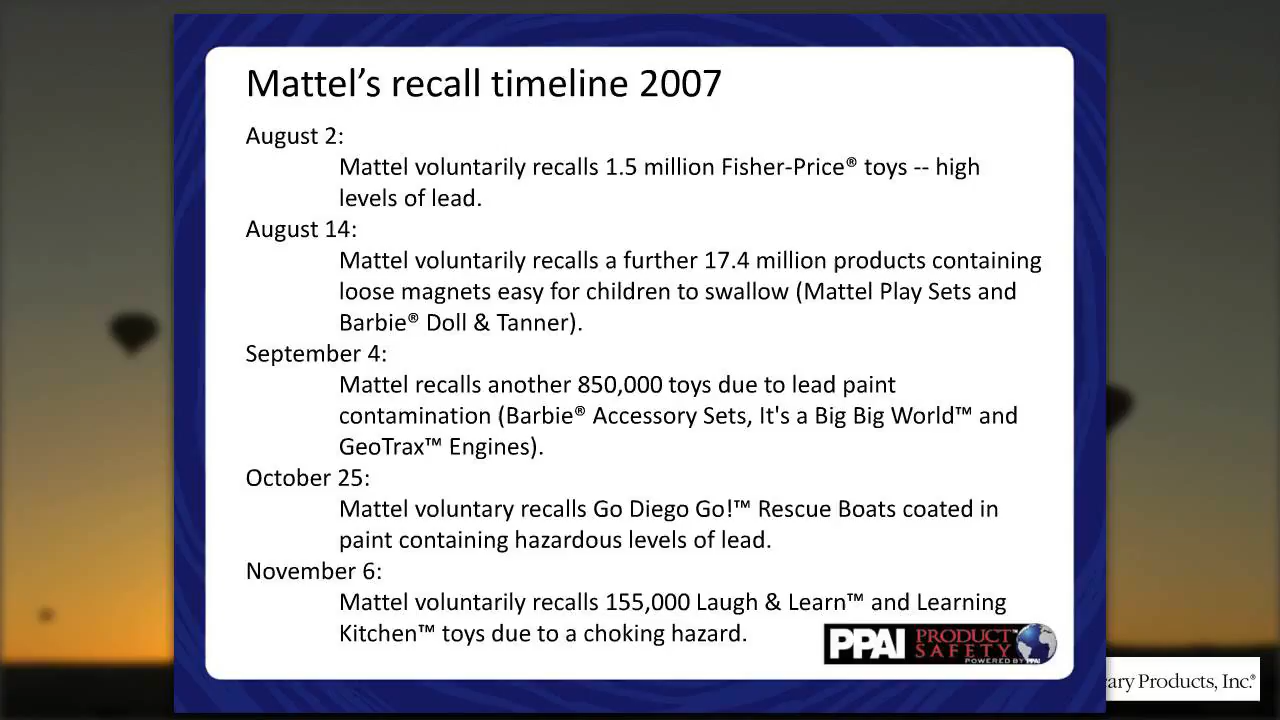 Mattel’s recall timeline 2007
August 2:
Mattel voluntarily recalls 1.5 million Fisher-Price® toys -- high
levels of lead.
August 14:
Mattel voluntarily recalls a further 17.4 million products containing
loose magnets easy for children to swallow (Mattel Play Sets and
Barbie® Doll & Tanner).
September 4:
Mattel recalls another 850,000 toys due to lead paint
contamination (Barbie® Accessory Sets, It's a Big Big World™ and
GeoTrax™ Engines).
October 25:
Mattel voluntary recalls Go Diego Go!™ Rescue Boats coated in
paint containing hazardous levels of lead.
November 6:
Mattel voluntarily recalls 155,000 Laugh & Learn™ and Learning
Kitchen™ toys due to a choking hazard.
PPAI PRODUCT™
SAFETY
POWERED BY PPAI
Products, Inc.®